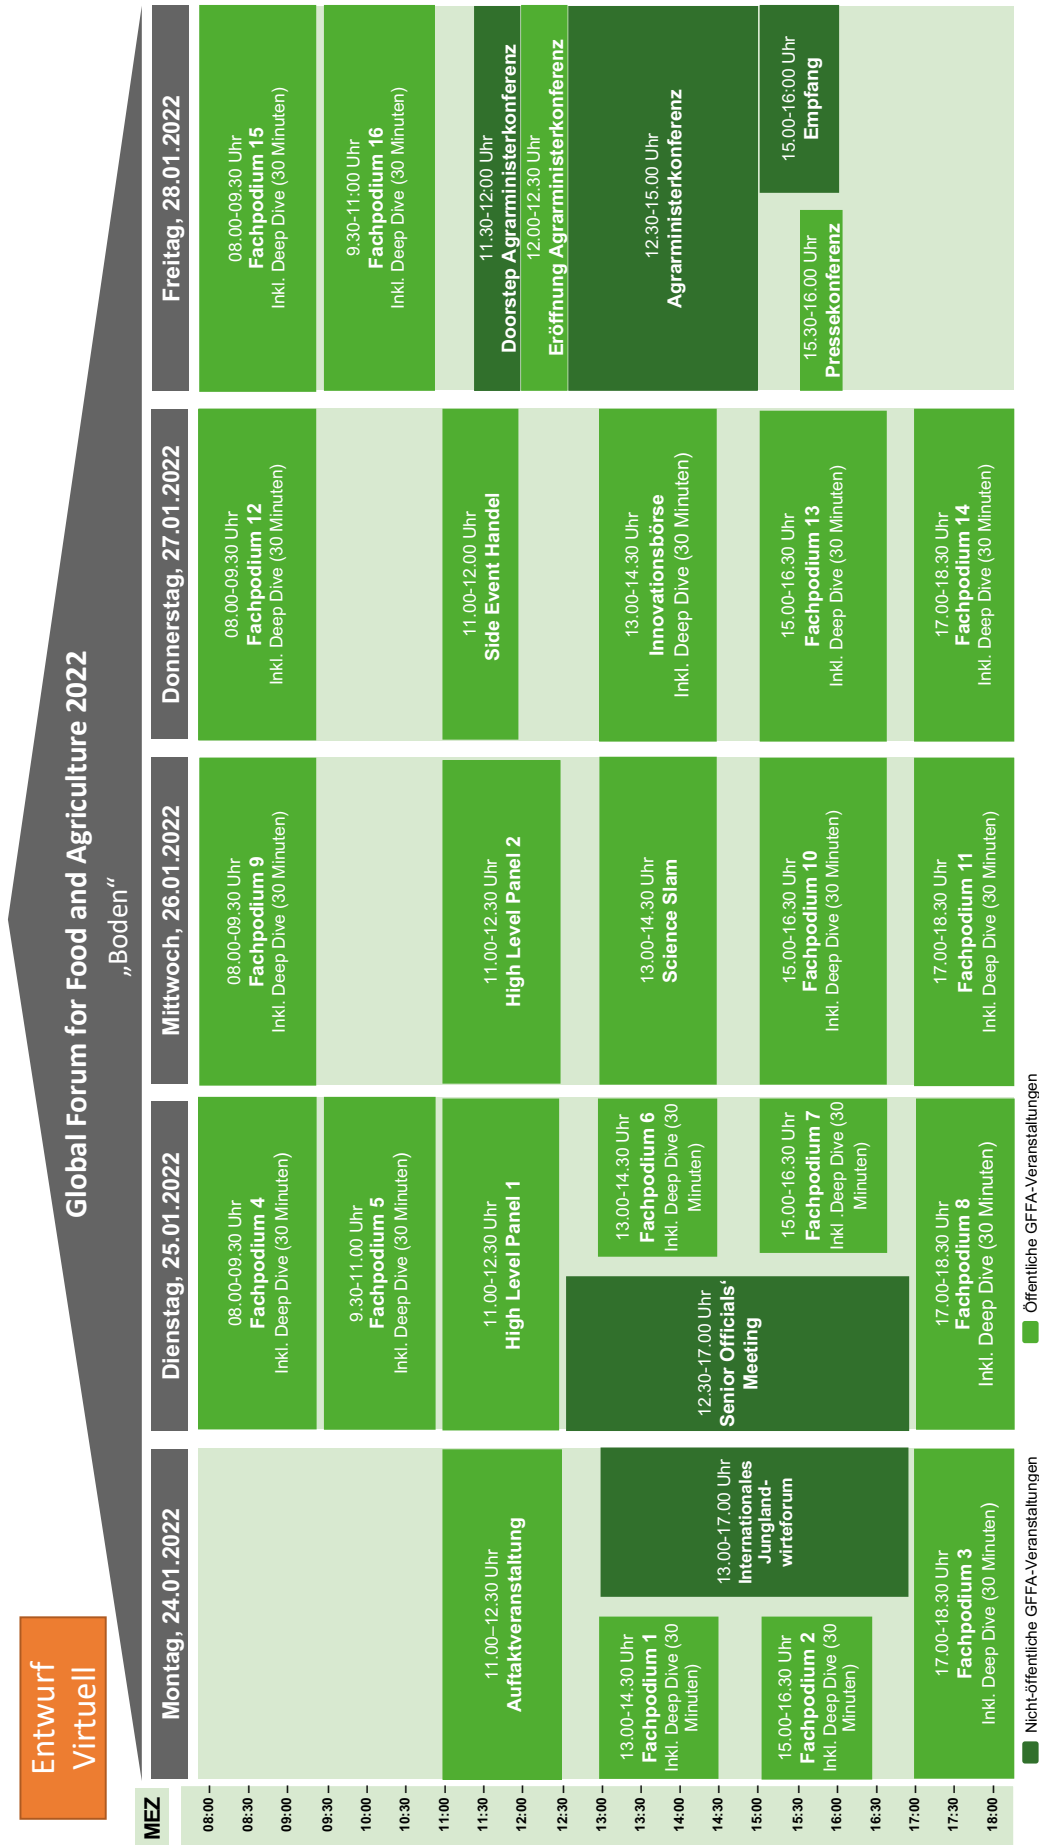 Entwurf
Virtuell
Global Forum for Food and Agriculture 2022
„Boden“
MEZ
08:00
08:30
09:00
09:30
10:00
10:30
11:00
11:30
12:00
12:30
13:00
13:30
14:00
14:30
15:00
15:30
16:00
16:30
17:00
17:30
18:00
Montag, 24.01.2022
11.00–12.30 Uhr
Auftaktveranstaltung
13.00-14.30 Uhr
Fachpodium 1
Inkl. Deep Dive (30
Minuten)
13.00-17.00 Uhr
Internationales
Jungland-
wirteforum
15.00-16.30 Uhr
Fachpodium 2
Inkl. Deep Dive (30
Minuten)
17.00-18.30 Uhr
Fachpodium 3
Inkl. Deep Dive (30 Minuten)
Dienstag, 25.01.2022
08.00-09.30 Uhr
Fachpodium 4
Inkl. Deep Dive (30 Minuten)
9.30-11.00 Uhr
Fachpodium 5
Inkl. Deep Dive (30 Minuten)
11.00-12.30 Uhr
High Level Panel 1
12.30-17.00 Uhr
Senior Officials‘
Meeting
13.00-14.30 Uhr
Fachpodium 6
Inkl. Deep Dive (30
Minuten)
15.00-16.30 Uhr
Fachpodium 7
Inkl .Deep Dive (30
Minuten)
17.00-18.30 Uhr
Fachpodium 8
Inkl. Deep Dive (30 Minuten)
Mittwoch, 26.01.2022
08.00-09.30 Uhr
Fachpodium 9
Inkl. Deep Dive (30 Minuten)
11.00-12.30 Uhr
High Level Panel 2
13.00-14.30 Uhr
Science Slam
15.00-16.30 Uhr
Fachpodium 10
Inkl. Deep Dive (30 Minuten)
17.00-18.30 Uhr
Fachpodium 11
Inkl. Deep Dive (30 Minuten)
Donnerstag, 27.01.2022
08.00-09.30 Uhr
Fachpodium 12
Inkl. Deep Dive (30 Minuten)
11.00-12.00 Uhr
Side Event Handel
13.00-14.30 Uhr
Innovationsbörse
Inkl. Deep Dive (30 Minuten)
15.00-16.30 Uhr
Fachpodium 13
Inkl. Deep Dive (30 Minuten)
17.00-18.30 Uhr
Fachpodium 14
Inkl. Deep Dive (30 Minuten)
Freitag, 28.01.2022
08.00-09.30 Uhr
Fachpodium 15
Inkl. Deep Dive (30 Minuten)
9.30-11:00 Uhr
Fachpodium 16
Inkl. Deep Dive (30 Minuten)
11.30-12:00 Uhr
Doorstep Agrarministerkonferenz
12.00-12.30 Uhr
Eröffnung Agrarministerkonferenz
12.30-15.00 Uhr
Agrarministerkonferenz
15.30-16.00 Uhr
Pressekonferenz
15.00-16:00 Uhr
Empfang
Nicht-öffentliche GFFA-Veranstaltungen
Öffentliche GFFA-Veranstaltungen